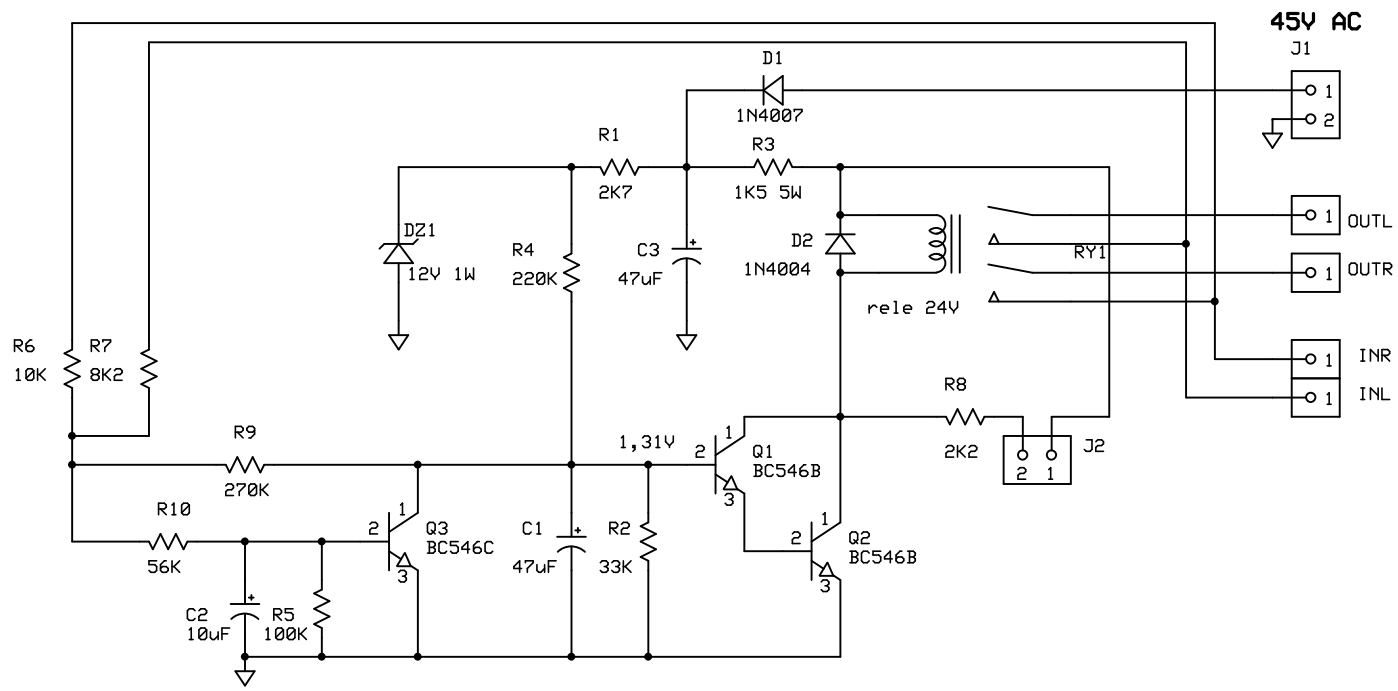 45V AC
J1
D1
1
1N4007
2
R1
R3
2K7
1K5 5W
DZ1
12V 1W
R4
220K
C3
+
47uF
D2
1N4004
1
OUTL
RY1
1
OUTR
rele 24V
R6
10K
R7
8K2
1
INR
1
INL
R8
2K2
J2
2 1
R9
270K
1,31V
2
1
Q1
BC546B
3
R10
56K
2
1
Q3
BC546C
3
C1
+
47uF
R2
33K
2
1
Q2
BC546B
3
C2
+
10uF
R5
100K